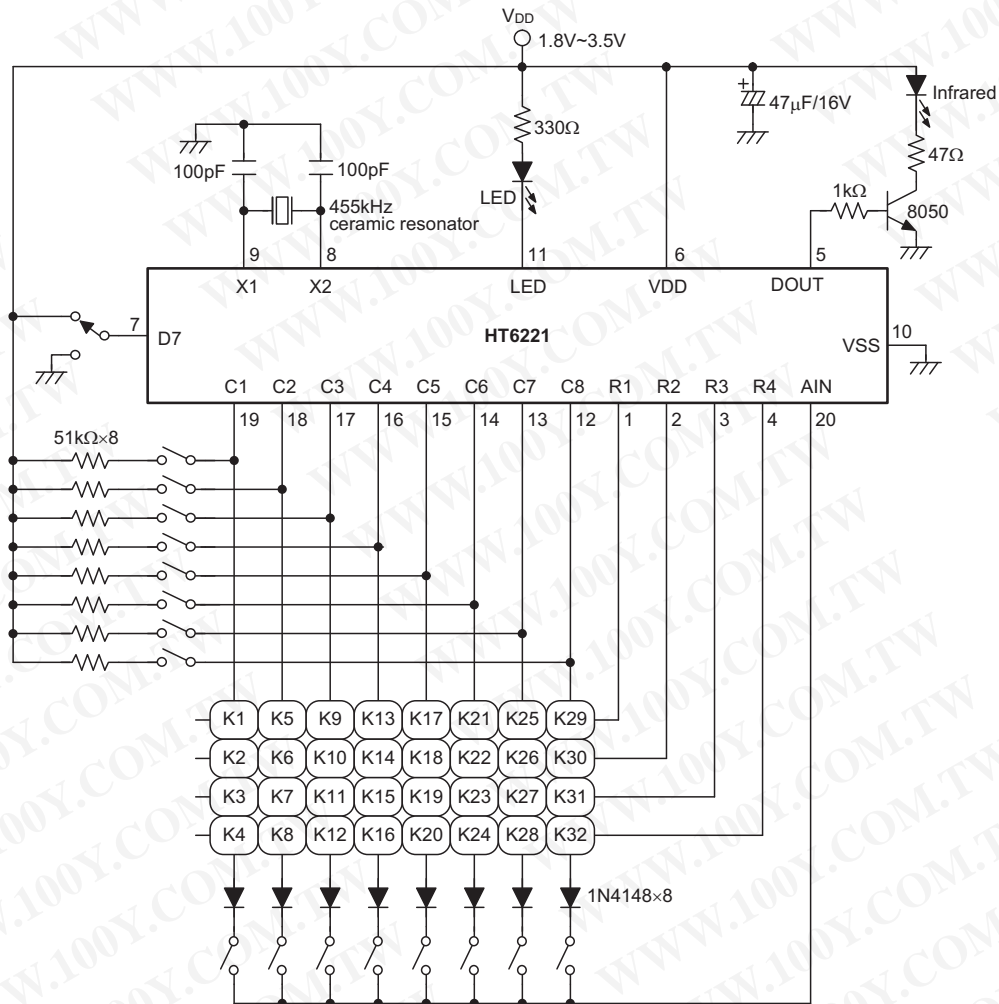 VDD
1.8V~3.5V
Infrared
47µF/16V
330Ω
47Ω
100pF
100pF
1kΩ
LED
8050
455kHz
ceramic resonator
9
8
11
6
5
X1
X2
LED
VDD
DOUT
7
D7
HT6221
10
VSS
C1
C2
C3
C4
C5
C6
C7
C8
R1
R2
R3
R4
AIN
19
18
17
16
15
14
13
12
1
2
3
4
20
51kΩ×8
K1
K5
K9
K13
K17
K21
K25
K29
K2
K6
K10
K14
K18
K22
K26
K30
K3
K7
K11
K15
K19
K23
K27
K31
K4
K8
K12
K16
K20
K24
K28
K32
1N4148×8
WWW.100Y.COM.TW